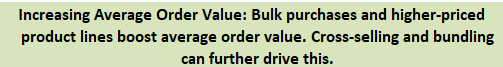 Increasing Average Order Value: Bulk purchases and higher-priced
product lines boost average order value. Cross-selling and bundling
can further drive this.